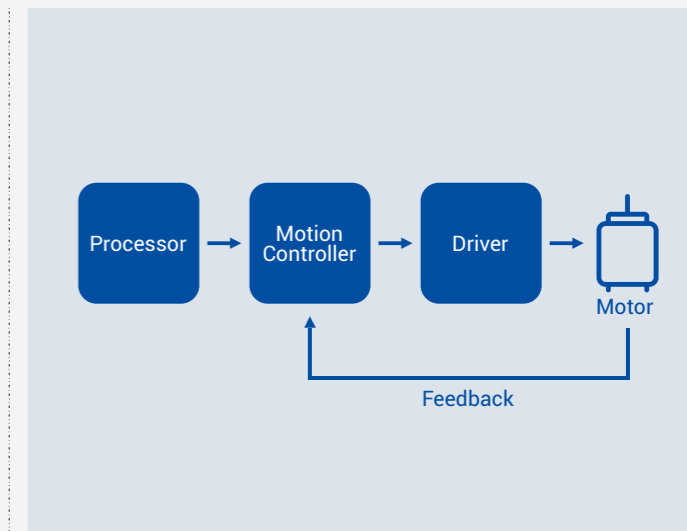 Processor
Motion
Controller
Driver
Motor
Feedback